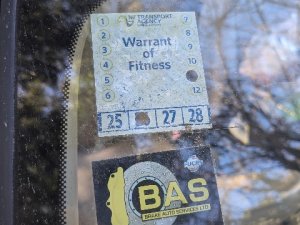 TRANSPORT
AGENCY
1 7
2 8
3 9
4 10
5
6 12
Warrant
of
Fitness
25 27 28
BAS
BRAKE AUTO SERVICES LTD